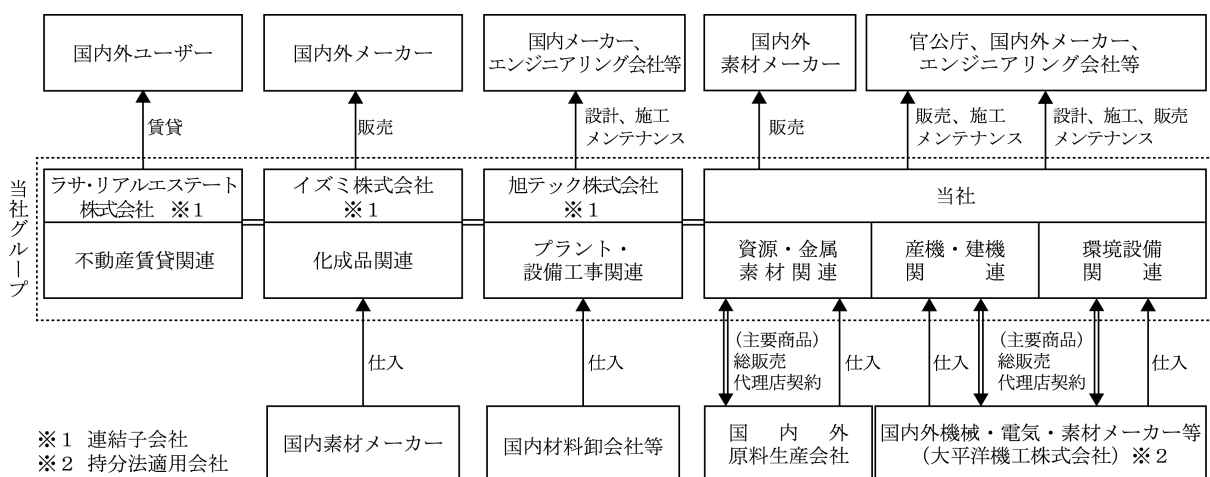 国内外ユーザー
国内外メーカー
国内メーカー、
エンジニアリング会社等
国内外
素材メーカー
官公庁、国内外メーカー、
エンジニアリング会社等
賃貸
販売
設計、施工
メンテナンス
販売
販売、施工
メンテナンス
設計、施工、販売
メンテナンス
当社グループ
ラサ・リアルエステート
株式会社 ※1
イズミ株式会社
※1
旭テック株式会社
※1
当社
不動産賃貸関連
化成品関連
プラント・
設備工事関連
資源・金属
素材関連
産機・建機
関連
環境設備
関連
仕入
仕入
(主要商品)
総販売
代理店契約
仕入
仕入
(主要商品)
総販売
代理店契約
仕入
国内素材メーカー
国内材料卸会社等
国内外
原料生産会社
国内外機械・電気・素材メーカー等
(大平洋機工株式会社)※2
※1 連結子会社
※2 持分法適用会社